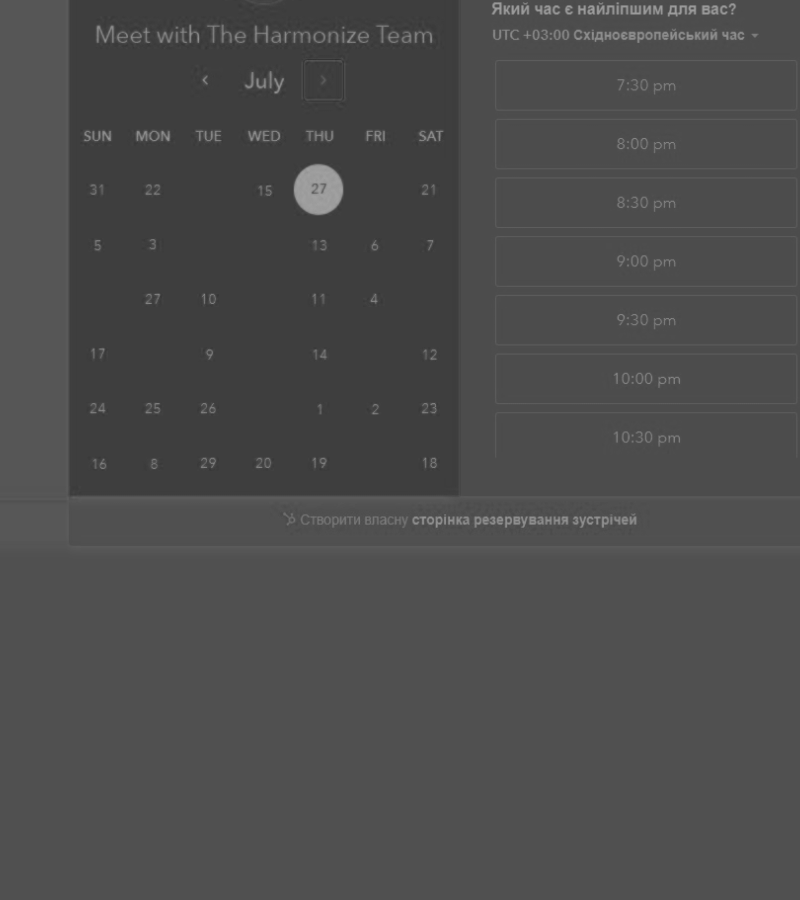 Meet with The Harmonize Team
July
SUN MON TUE WED THU FRI SAT
31 22 15 27 21
5 3 13 6 7
27 10 11 4
17 9 14 12
24 25 26 1 2 23
16 8 29 20 19 18
Який час є найліпшим для вас?
UTC +03:00 Східноєвропейський час
7:30 pm
8:00 pm
8:30 pm
9:00 pm
9:30 pm
10:00 pm
10:30 pm
Створити власну сторінка резервування зустрічей